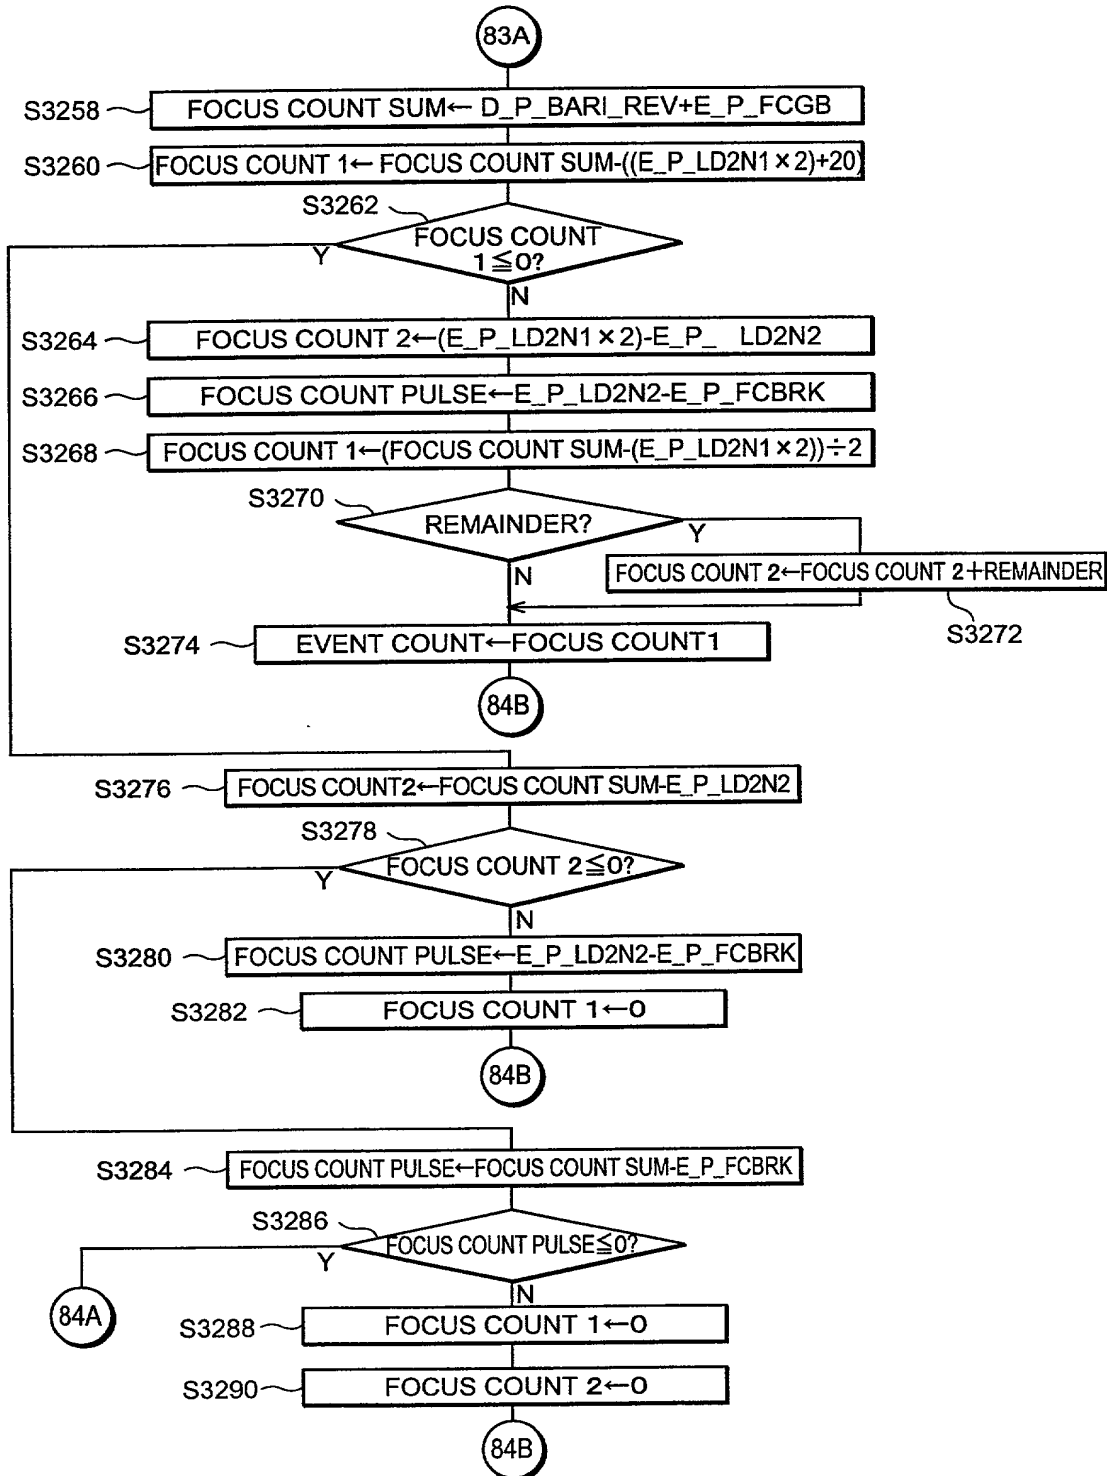 83A
S3258 FOCUS COUNT SUM← D_P_BARI_REV+E_P_FCGB
S3260 FOCUS COUNT 1← FOCUS COUNT SUM-((E_P_LD2N1×2)+20)
S3262
FOCUS COUNT
1≦0?
Y
N
S3264 FOCUS COUNT 2←(E_P_LD2N1×2)-E_P_ LD2N2
S3266 FOCUS COUNT PULSE←E_P_LD2N2-E_P_FCBRK
S3268 FOCUS COUNT 1←(FOCUS COUNT SUM-(E_P_LD2N1×2))÷2
S3270
REMAINDER?
Y
N
FOCUS COUNT 2←FOCUS COUNT 2+REMAINDER
S3272
S3274 EVENT COUNT←FOCUS COUNT1
84B
S3276 FOCUS COUNT2←FOCUS COUNT SUM-E_P_LD2N2
S3278
FOCUS COUNT 2≦0?
Y
N
S3280 FOCUS COUNT PULSE←E_P_LD2N2-E_P_FCBRK
S3282 FOCUS COUNT 1←0
84B
S3284 FOCUS COUNT PULSE←FOCUS COUNT SUM-E_P_FCBRK
S3286
FOCUS COUNT PULSE≦0?
Y
N
84A
S3288 FOCUS COUNT 1←0
S3290 FOCUS COUNT 2←0
84B